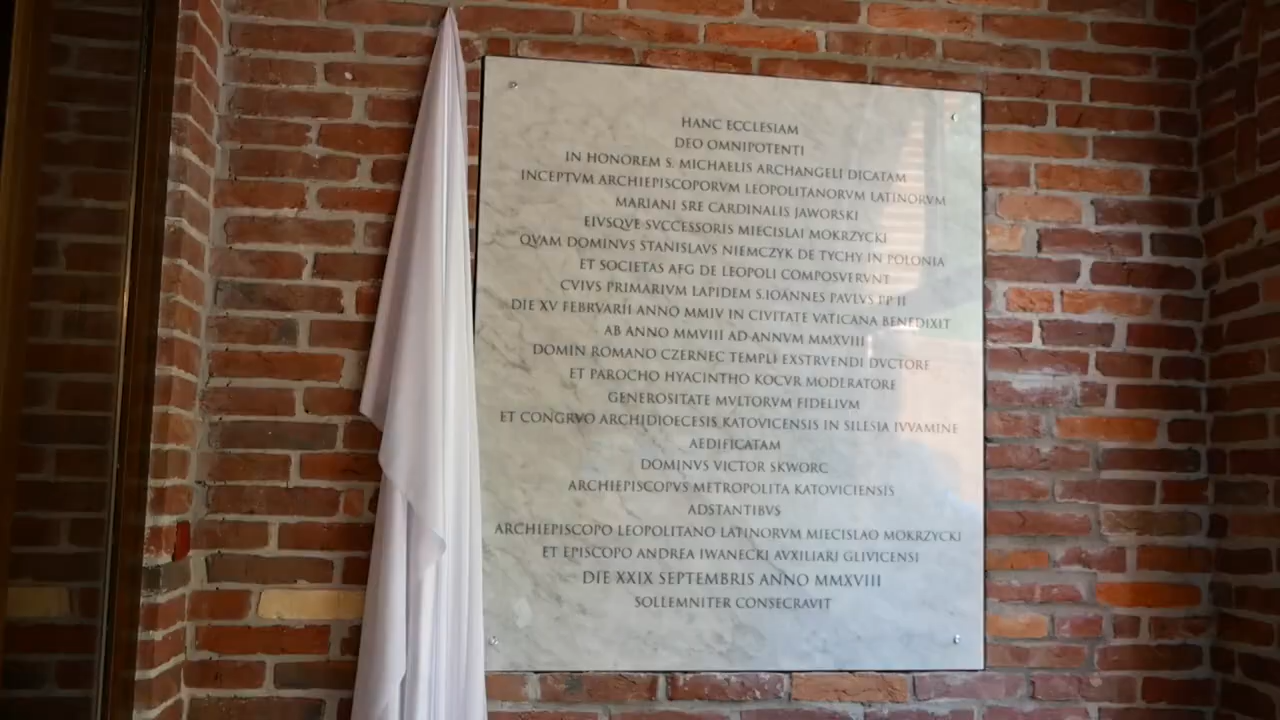 HANC ECCLESIAM
DEO OMNIPOTENTI
IN HONOREM S. MICHAELIS ARCHANGELI DICATAM
INCEPTVM ARCHIEPISCOPORVM LEOPOLITANORVM LATINORVM
MARIANI SRE CARDINALIS JAWORSKI
EIVSQVE SVCCESSORIS MIECISLAI MOKRZYCKI
QVAM DOMINVS STANISLAVS NIEMCZYK DE TYCHY IN POLONIA
ET SOCIETAS AFG DE LEOPOLI COMPOSVERVNT
CVIVS PRIMARIVM LAPIDEM S.IOANNES PAVLVS PP II
DIE XV FEBRVARII ANNO MMIV IN CIVITATE VATICANA BENEDIXIT
AB ANNO MMVIII AD ANNVM MMXVIII
DOMIN ROMANO CZERNEC TEMPLI EXSTRVENDI DVCTORE
ET PAROCHO HYACINTHO KOCVR MODERATORE
GENEROSITATE MVLTORVM FIDELIVM
ET CONGRVO ARCHIDIOECESIS KATOVICENSIS IN SILESIA IVVAMINE
AEDIFICATAM
DOMINVS VICTOR SKWORC
ARCHIEPISCOPVS METROPOLITA KATOVICIENSIS
ADSTANTIBVS
ARCHIEPISCOPO LEOPOLITANO LATINORVM MIECISLAO MOKRZYCKI
ET EPISCOPO ANDREA IWANECKI AVXILIARI GLIVICENSI
DIE XXIX SEPTEMBRIS ANNO MMXVIII
SOLLEMNITER CONSECRAVIT